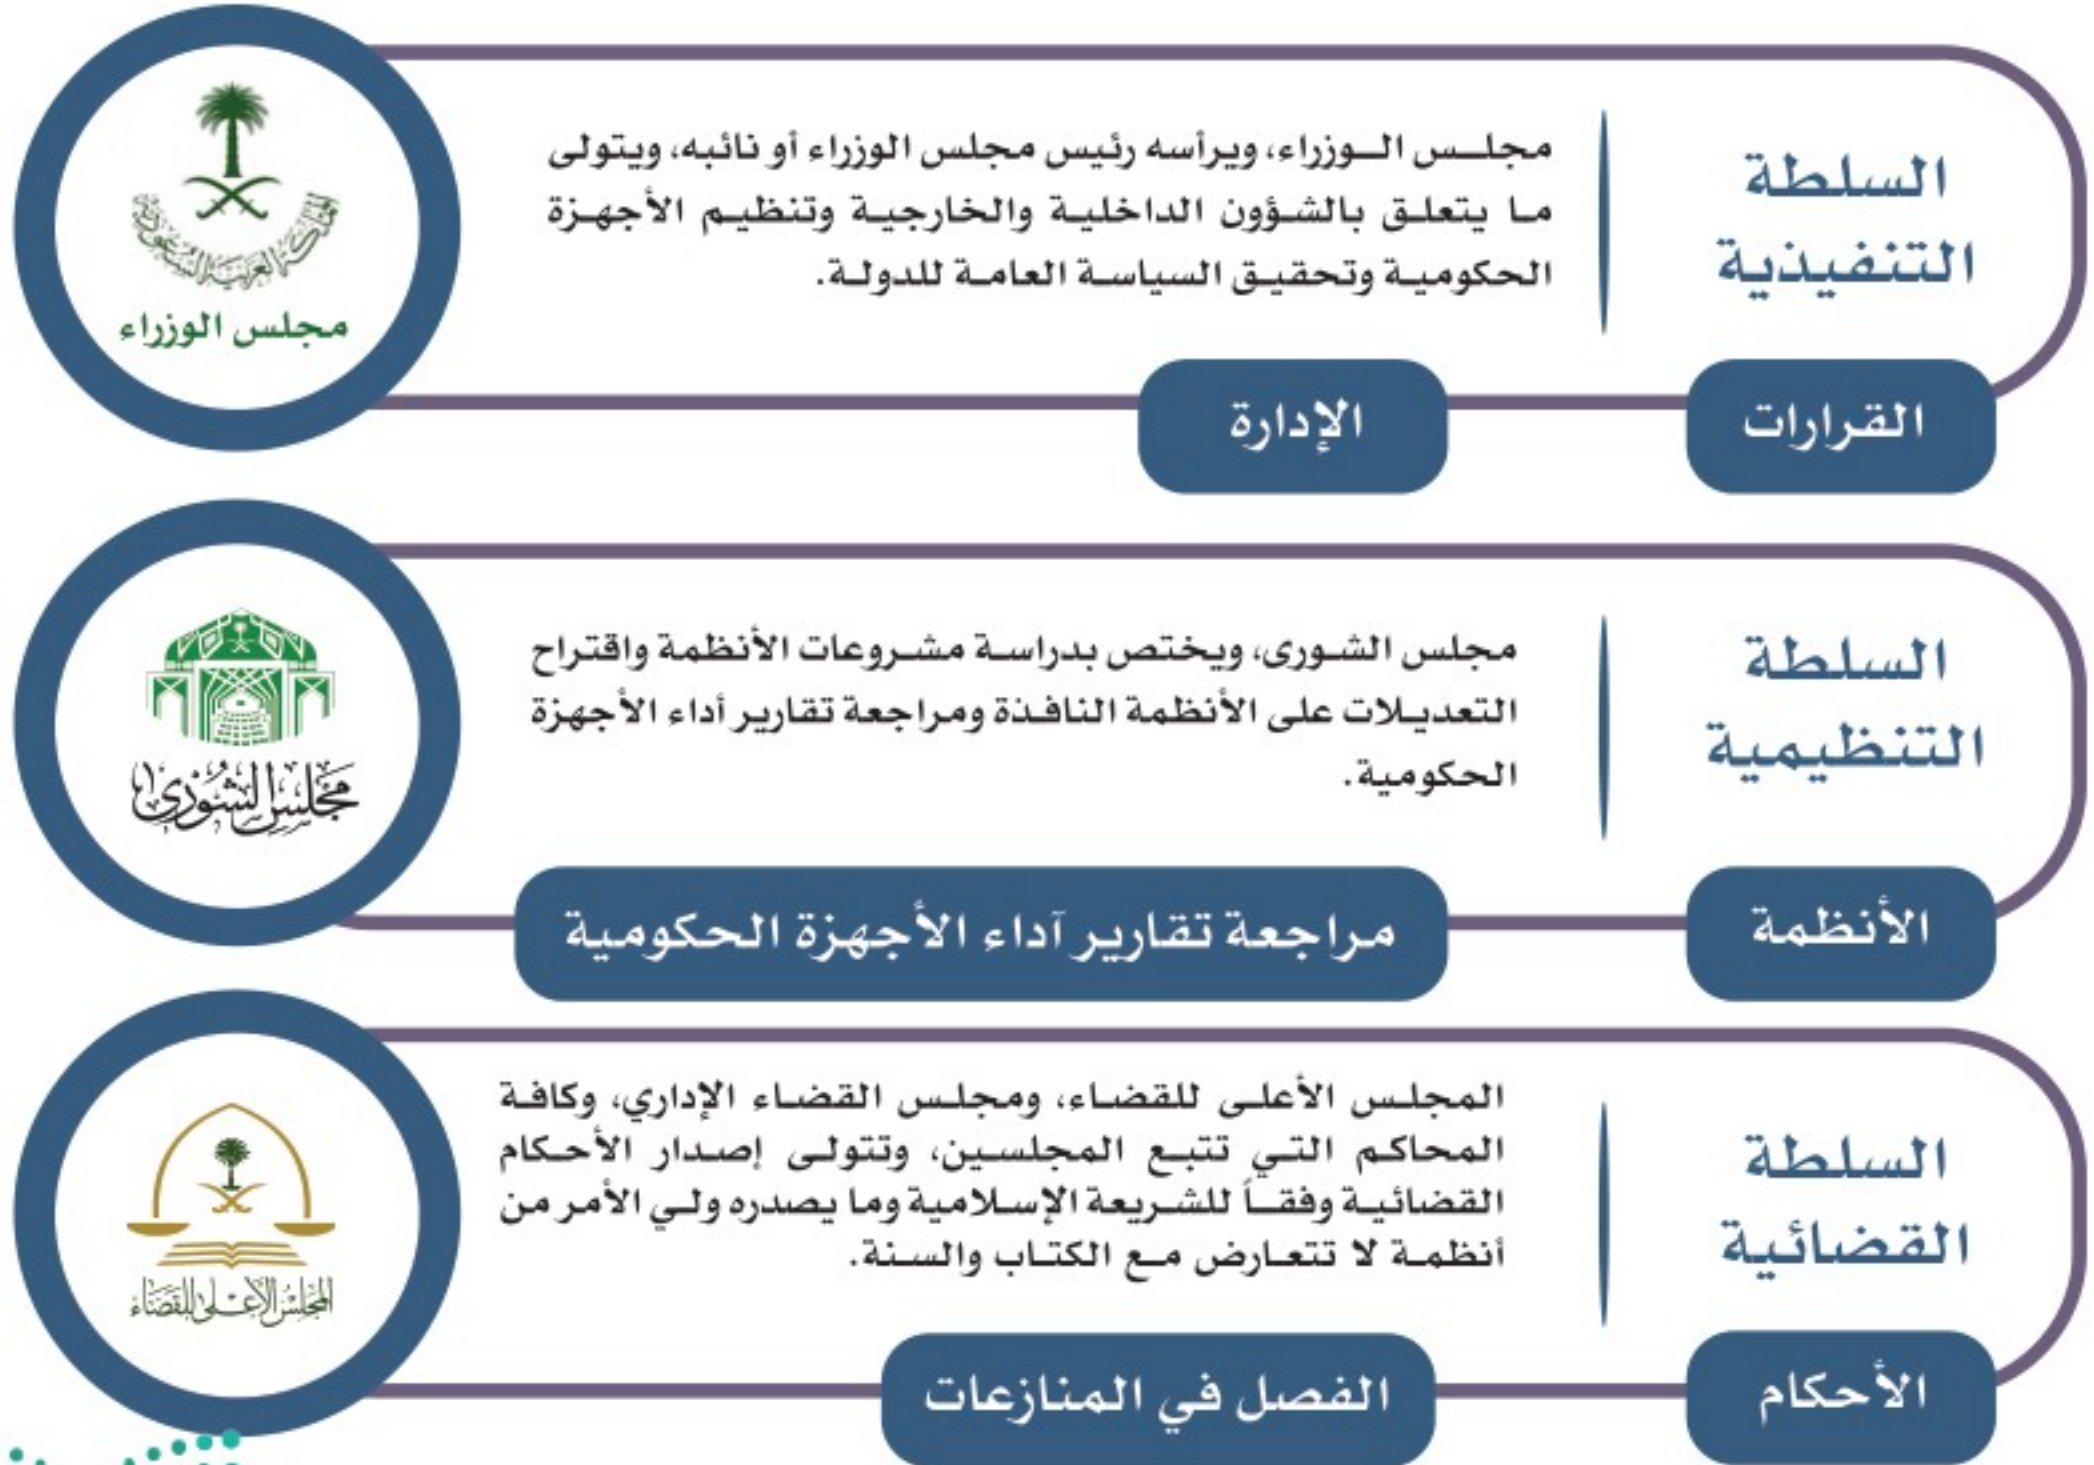 السلطة
التنفيذية
مجلس الوزراء، ويرأسه رئيس مجلس الوزراء أو نائبه، ويتولى
ما يتعلق بالشؤون الداخلية والخارجية وتنظيم الأجهزة
الحكومية وتحقيق السياسة العامة للدولة.
المملكة العربية السعودية
مجلس الوزراء
القرارات
الإدارة
السلطة
التنظيمية
مجلس الشورى، ويختص بدراسة مشروعات الأنظمة واقتراح
التعديلات على الأنظمة النافذة ومراجعة تقارير أداء الأجهزة
الحكومية.
مجلس الشورى
الأنظمة
مراجعة تقارير آداء الأجهزة الحكومية
السلطة
القضائية
المجلس الأعلى للقضاء، ومجلس القضاء الإداري، وكافة
المحاكم التي تتبع المجلسين، وتتولى إصدار الأحكام
القضائية وفقاً للشريعة الإسلامية وما يصدره ولي الأمر من
أنظمة لا تتعارض مع الكتاب والسنة.
المجلس الأعلى للقضاء
الأحكام
الفصل في المنازعات